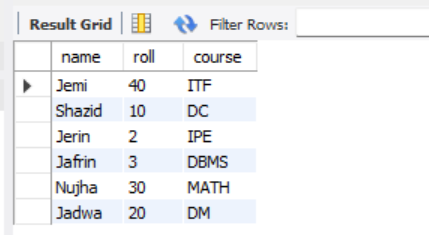 Result Grid Filter Rows:
name roll course
Jemi 40 ITF
Shazid 10 DC
Jerin 2 IPE
Jafrin 3 DBMS
Nujha 30 MATH
Jadwa 20 DM